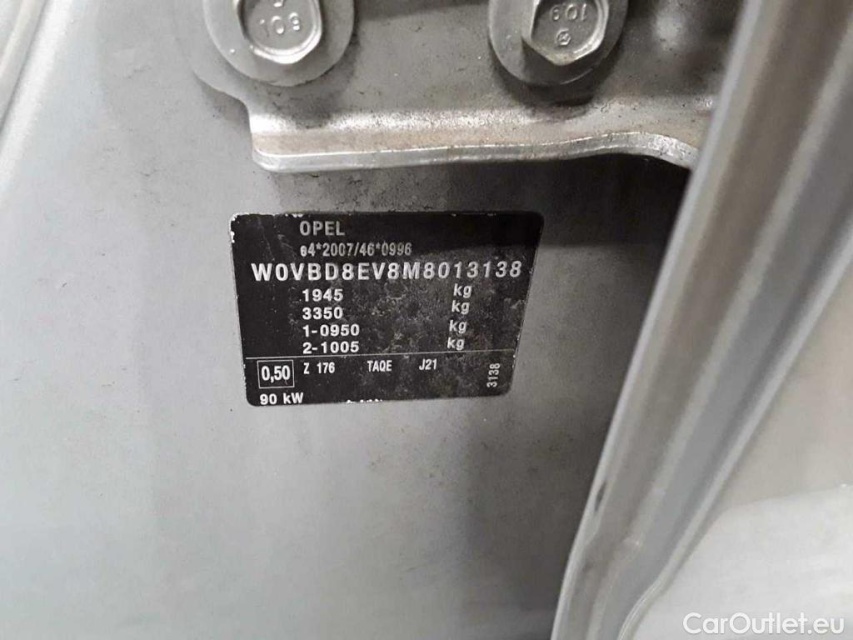 108
109
OPEL
e4*2007/46*0996
W0VBD8EV8M8013138
1945 kg
3350 kg
1-0950 kg
2-1005 kg
0,50 Z 176 TAQE J21 3138
90 kW
CarOutlet.eu